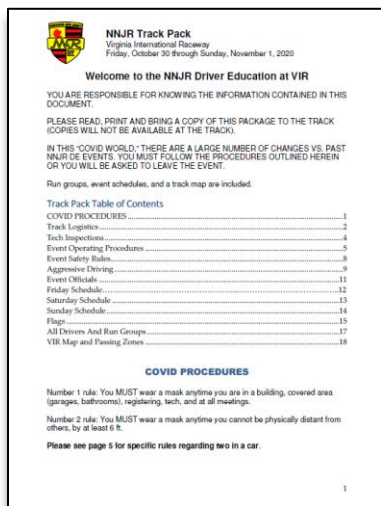 NNJR Track Pack
Virginia International Raceway
Friday, October 30 through Sunday, November 1, 2020
Welcome to the NNJR Driver Education at VIR
YOU ARE RESPONSIBLE FOR KNOWING THE INFORMATION CONTAINED IN THIS
DOCUMENT.
PLEASE READ, PRINT AND BRING A COPY OF THIS PACKAGE TO THE TRACK
(COPIES WILL NOT BE AVAILABLE AT THE TRACK).
IN THIS "COVID WORLD," THERE ARE A LARGE NUMBER OF CHANGES VS. PAST
NNJR DE EVENTS. YOU MUST FOLLOW THE PROCEDURES OUTLINED HEREIN
OR YOU WILL BE ASKED TO LEAVE THE EVENT.
Run groups, event schedules, and a track map are included.
Track Pack Table of Contents
COVID PROCEDURES 1
Track Logistics 2
Tech Inspections 4
Event Operating Procedures 5
Event Safety Rules 8
Aggressive Driving 9
Event Officials 11
Friday Schedule 12
Saturday Schedule 13
Sunday Schedule 14
Flags 15
All Drivers And Run Groups 17
VIR Map and Passing Zones 18
COVID PROCEDURES
Number 1 rule: You MUST wear a mask anytime you are in a building, covered area
(garages, bathrooms), registering, tech, and at all meetings.
Number 2 rule: You MUST wear a mask anytime you cannot be physically distant from
others, by at least 6 ft.
Please see page 5 for specific rules regarding two in a car.
1